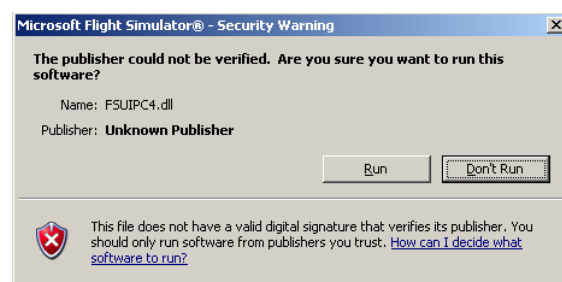 Microsoft Flight Simulator® - Security Warning
The publisher could not be verified. Are you sure you want to run this
software?
Name: FSUIPC4.dll
Publisher: Unknown Publisher
Run Don't Run
This file does not have a valid digital signature that verifies its publisher. You
should only run software from publishers you trust. How can I decide what
software to run?